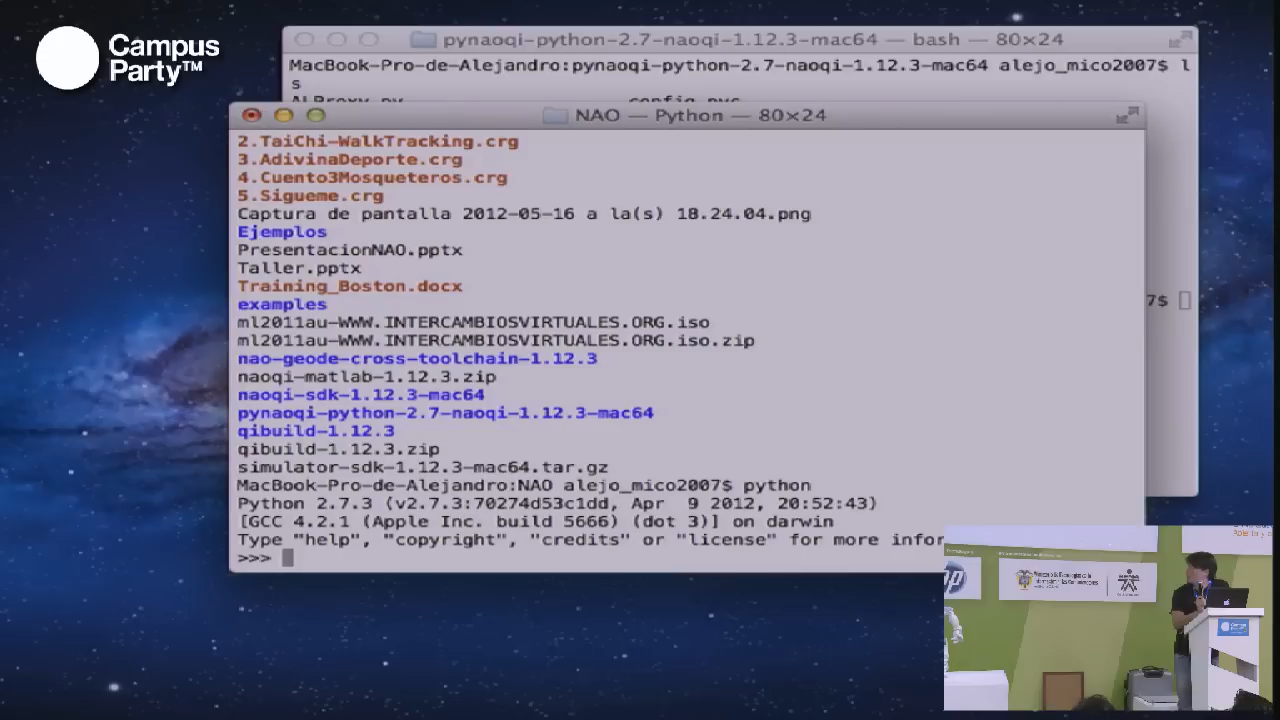 Campus
Party™
pynaoqi-python-2.7-naoqi-1.12.3-mac64 — bash — 80×24
MacBook-Pro-de-Alejandro:pynaoqi-python-2.7-naoqi-1.12.3-mac64 alejo_mico2007$ l
s
ALProxy.py config.pyc
NAO — Python — 80×24
2.TaiChi-WalkTracking.crg
3.AdivinaDeporte.crg
4.Cuento3Mosqueteros.crg
5.Sigueme.crg
Captura de pantalla 2012-05-16 a la(s) 18.24.04.png
Ejemplos
PresentacionNAO.pptx
Taller.pptx
Training_Boston.docx
examples
7$
ml2011au-WWW.INTERCAMBIOSVIRTUALES.ORG.iso
ml2011au-WWW.INTERCAMBIOSVIRTUALES.ORG.iso.zip
nao-geode-cross-toolchain-1.12.3
naoqi-matlab-1.12.3.zip
naoqi-sdk-1.12.3-mac64
pynaoqi-python-2.7-naoqi-1.12.3-mac64
qibuild-1.12.3
qibuild-1.12.3.zip
simulator-sdk-1.12.3-mac64.tar.gz
MacBook-Pro-de-Alejandro:NAO alejo_mico2007$ python
Python 2.7.3 (v2.7.3:70274d53c1dd, Apr  9 2012, 20:52:43)
[GCC 4.2.1 (Apple Inc. build 5666) (dot 3)] on darwin
Type "help", "copyright", "credits" or "license" for more infor
>>>
hp